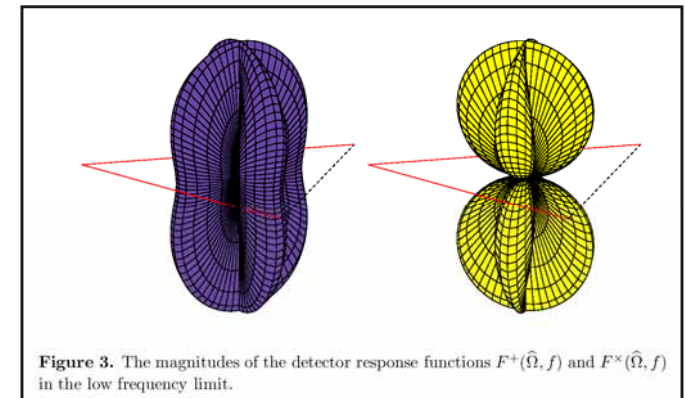 Figure 3. The magnitudes of the detector response functions F⁺(Ω̂, f) and F×(Ω̂, f)
in the low frequency limit.